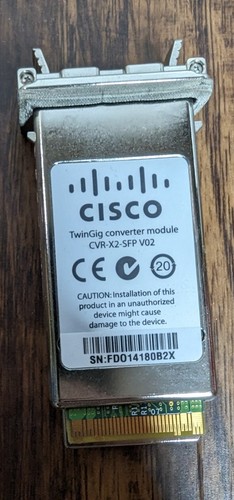 CISCO
TwinGig converter module
CVR-X2-SFP V02
CE 20
CAUTION: Installation of this
product in an unauthorized
device might cause
damage to the device.
SN:FDO14180B2X